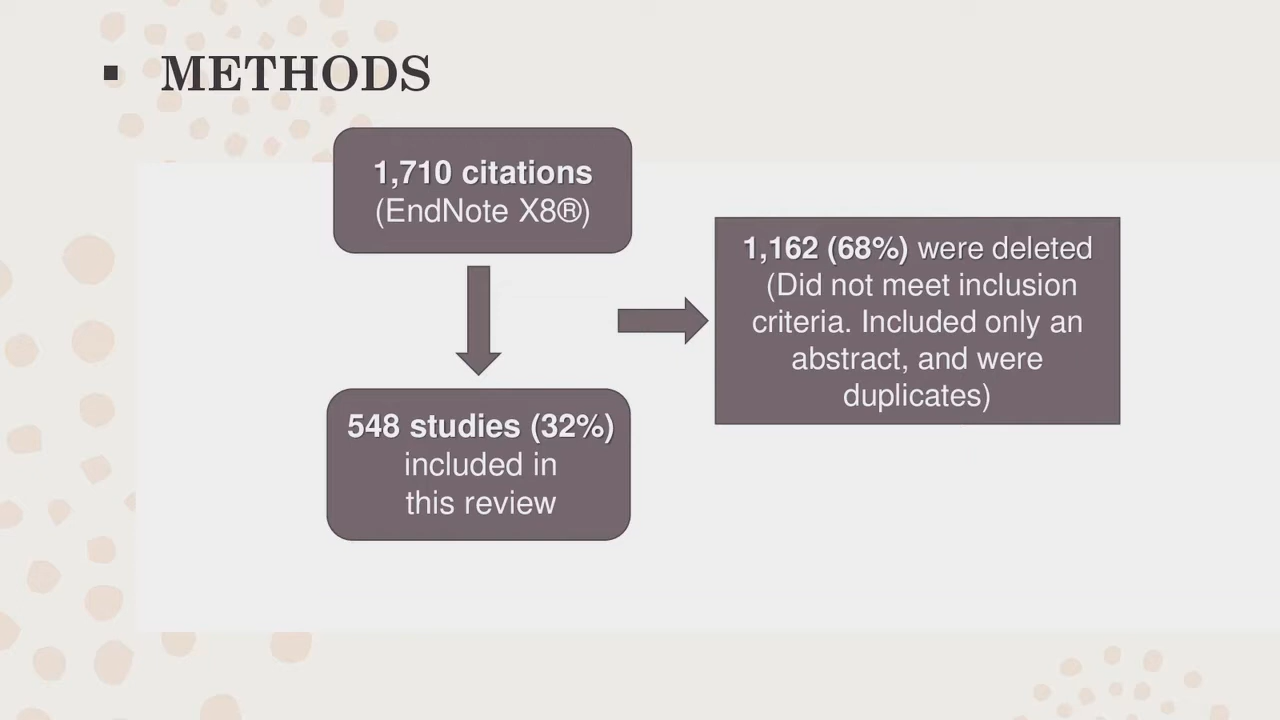 ▪ METHODS
1,710 citations
(EndNote X8®)
1,162 (68%) were deleted
(Did not meet inclusion
criteria. Included only an
abstract, and were
duplicates)
548 studies (32%)
included in
this review